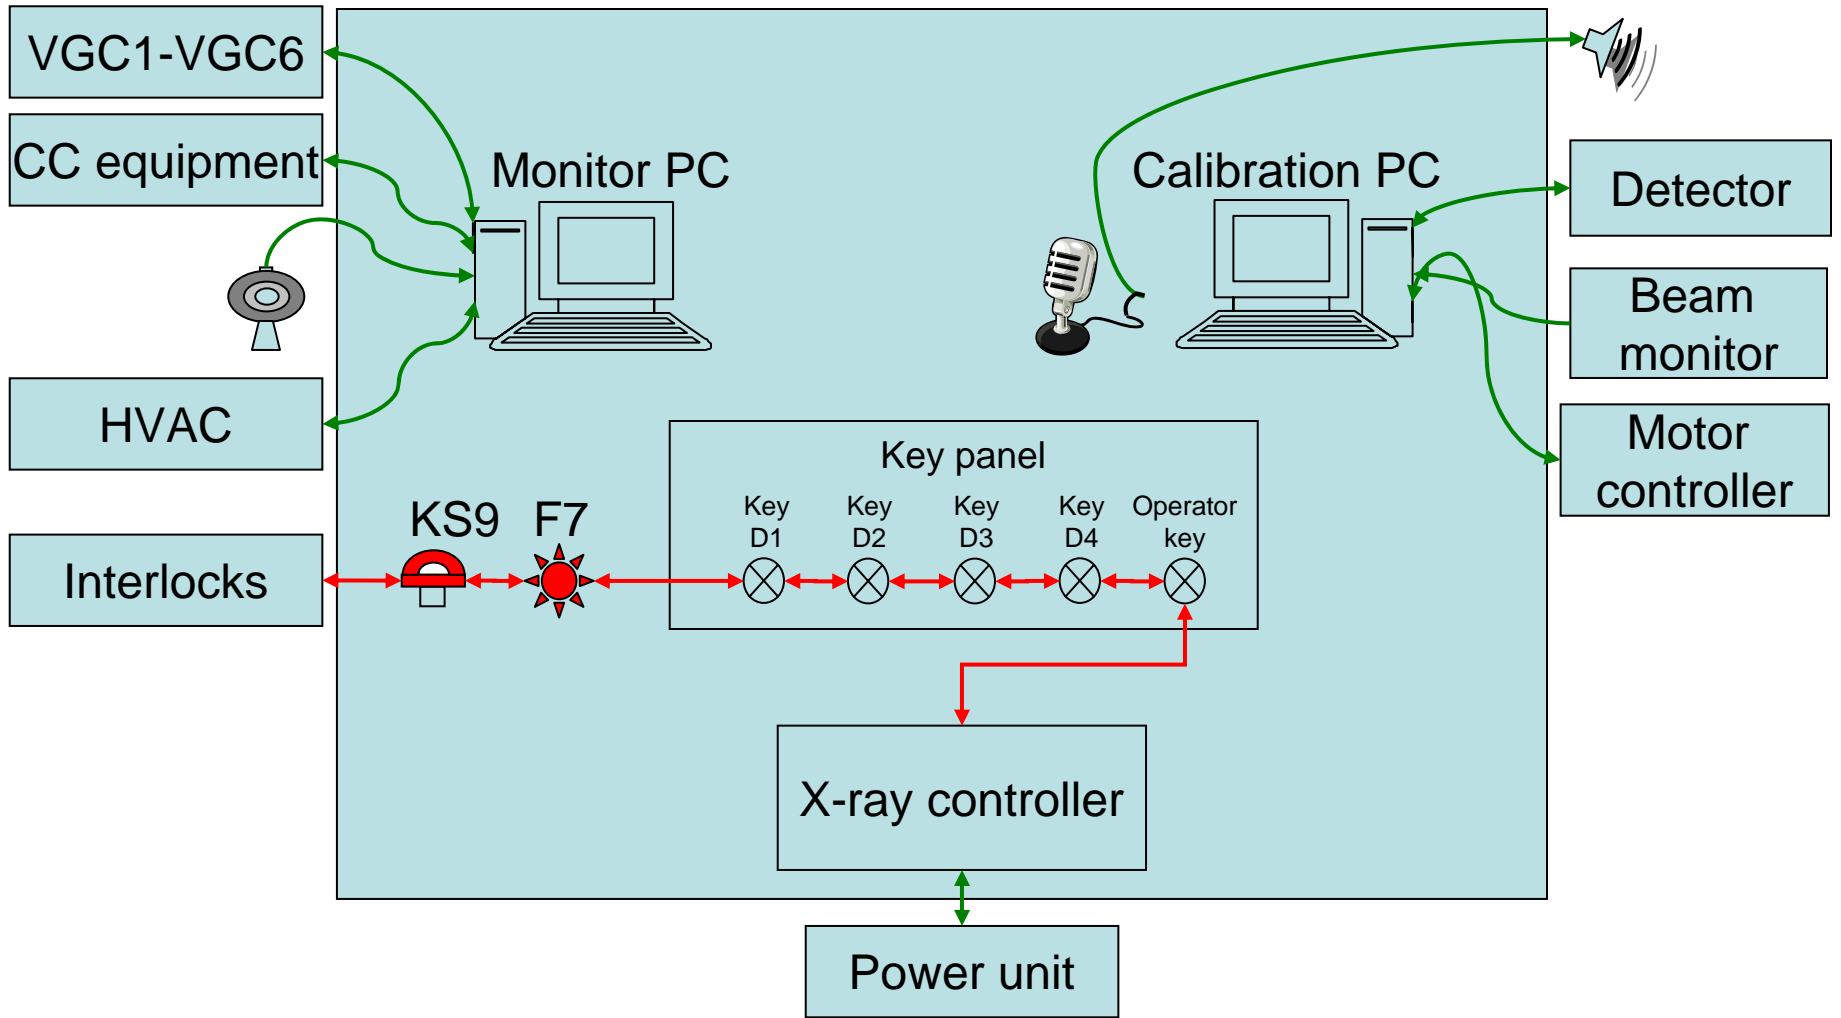 VGC1-VGC6
CC equipment
HVAC
Interlocks
Monitor PC
Calibration PC
Detector
Beam
monitor
Motor
controller
KS9
F7
Key panel
Key
D1
Key
D2
Key
D3
Key
D4
Operator
key
X-ray controller
Power unit